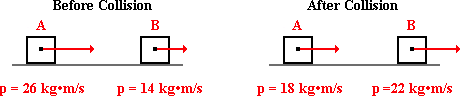 Before Collision
After Collision
A
B
A
B
p = 26 kg•m/s
p = 14 kg•m/s
p = 18 kg•m/s
p =22 kg•m/s